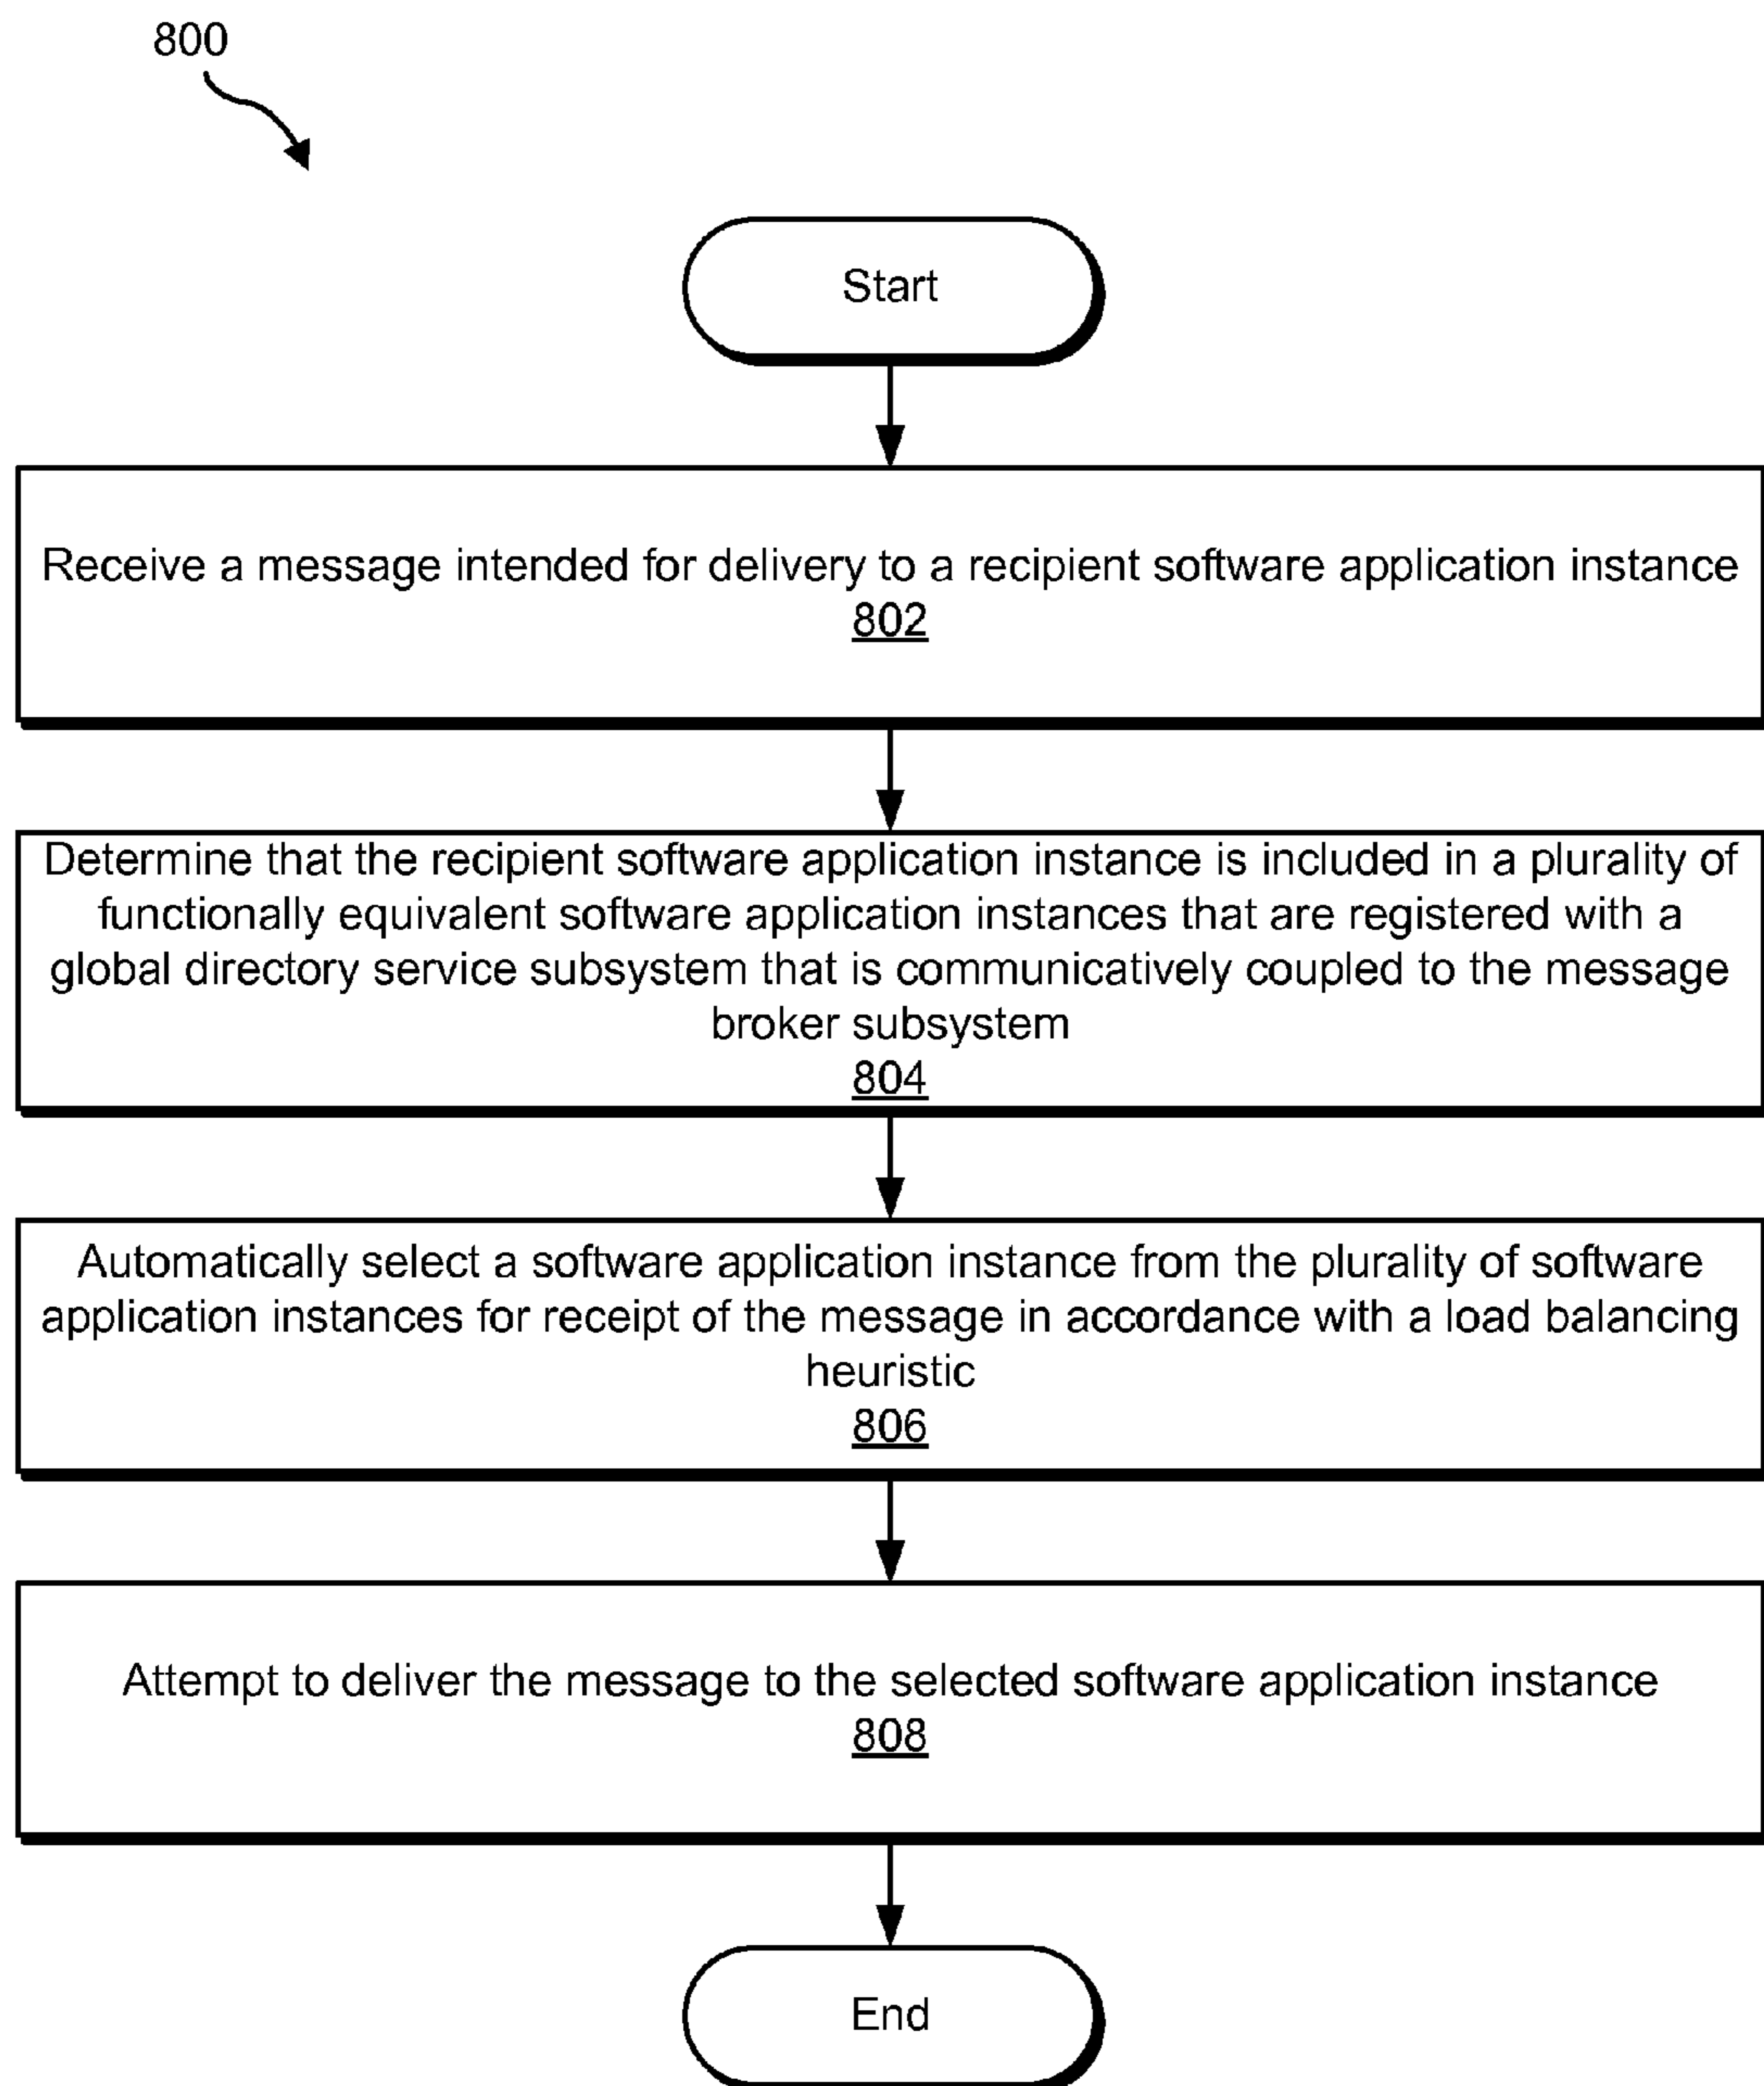 800
Start
Receive a message intended for delivery to a recipient software application instance
802
Determine that the recipient software application instance is included in a plurality of
functionally equivalent software application instances that are registered with a
global directory service subsystem that is communicatively coupled to the message
broker subsystem
804
Automatically select a software application instance from the plurality of software
application instances for receipt of the message in accordance with a load balancing
heuristic
806
Attempt to deliver the message to the selected software application instance
808
End